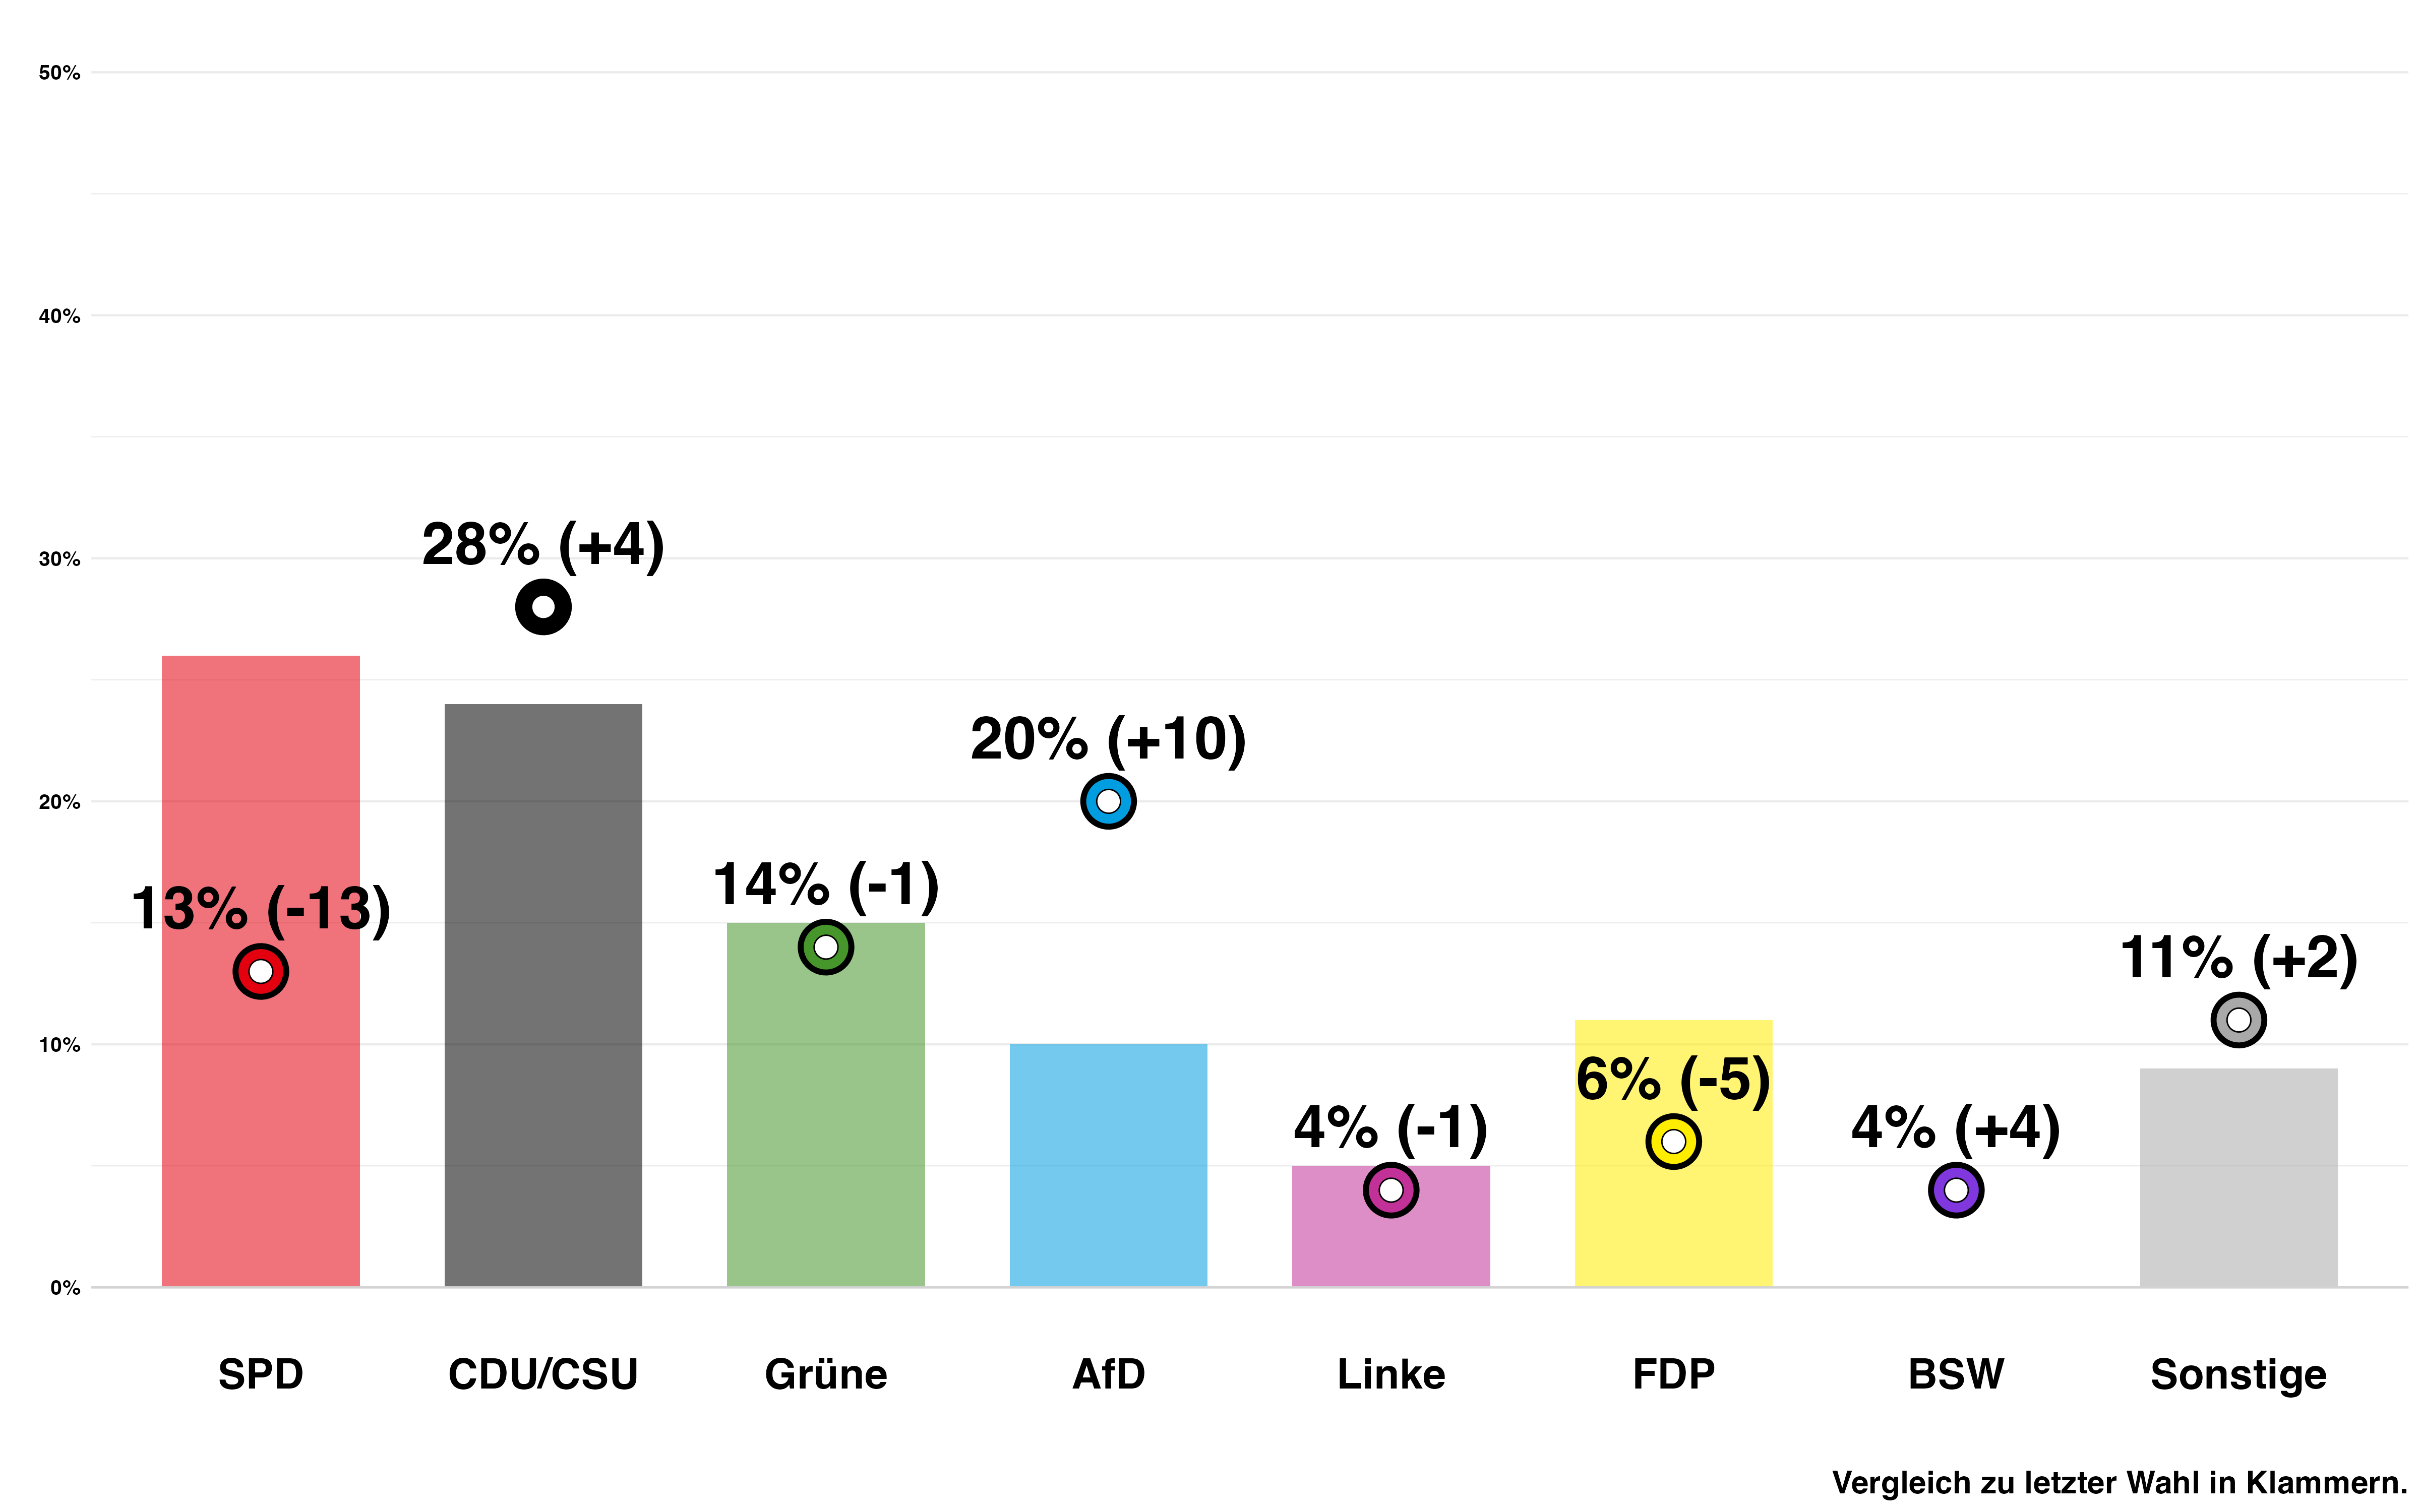 50%
40%
30%
20%
10%
0%
13% (-13)
28% (+4)
14% (-1)
20% (+10)
4% (-1)
6% (-5)
4% (+4)
11% (+2)
SPD
CDU/CSU
Grüne
AfD
Linke
FDP
BSW
Sonstige
Vergleich zu letzter Wahl in Klammern.